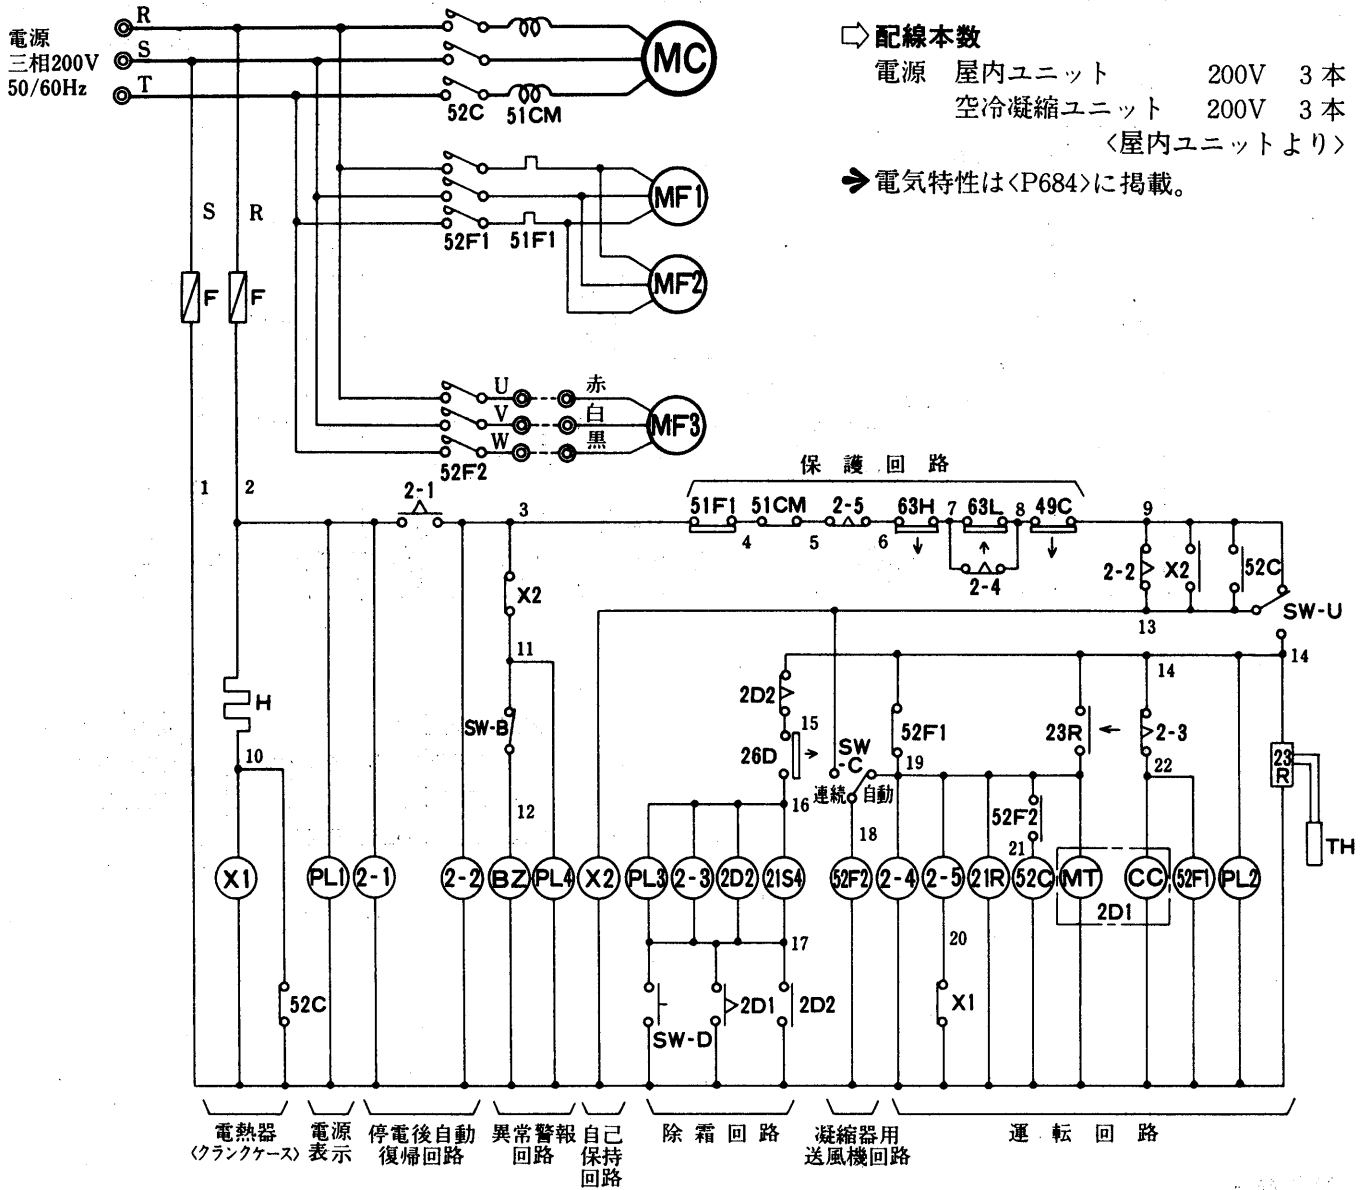 電源
三相200V
50/60Hz
R
S
T
52C
51CM
MC
⇨配線本数
電源 屋内ユニット 200V 3本
空冷凝縮ユニット 200V 3本
〈屋内ユニットより〉
➔電気特性は〈P684〉に掲載。
52F1
51F1
MF1
MF2
S
R
F
F
U
V
W
赤
白
黒
52F2
MF3
1
2
2-1
3
保護回路
51F1
51CM
2-5
63H
63L
49C
4
5
6
7
8
9
2-4
2-2
X2
52C
SW-U
13
14
14
X2
11
SW-B
12
H
10
2D2
15
26D
16
SW
-C
連続
自動
18
52F1
19
23R
2-3
22
23
R
TH
52F2
21
X1
PL1
2-1
2-2
BZ
PL4
X2
PL3
2-3
2D2
21S4
52F2
2-4
2-5
21R
52C
MT
CC
52F1
PL2
2D1
17
20
52C
SW-D
2D1
2D2
X1
電熱器
〈クランクケース〉
電源
表示
停電後自動
復帰回路
異常警報
回路
自己
保持
回路
除霜回路
凝縮器用
送風機回路
運転回路